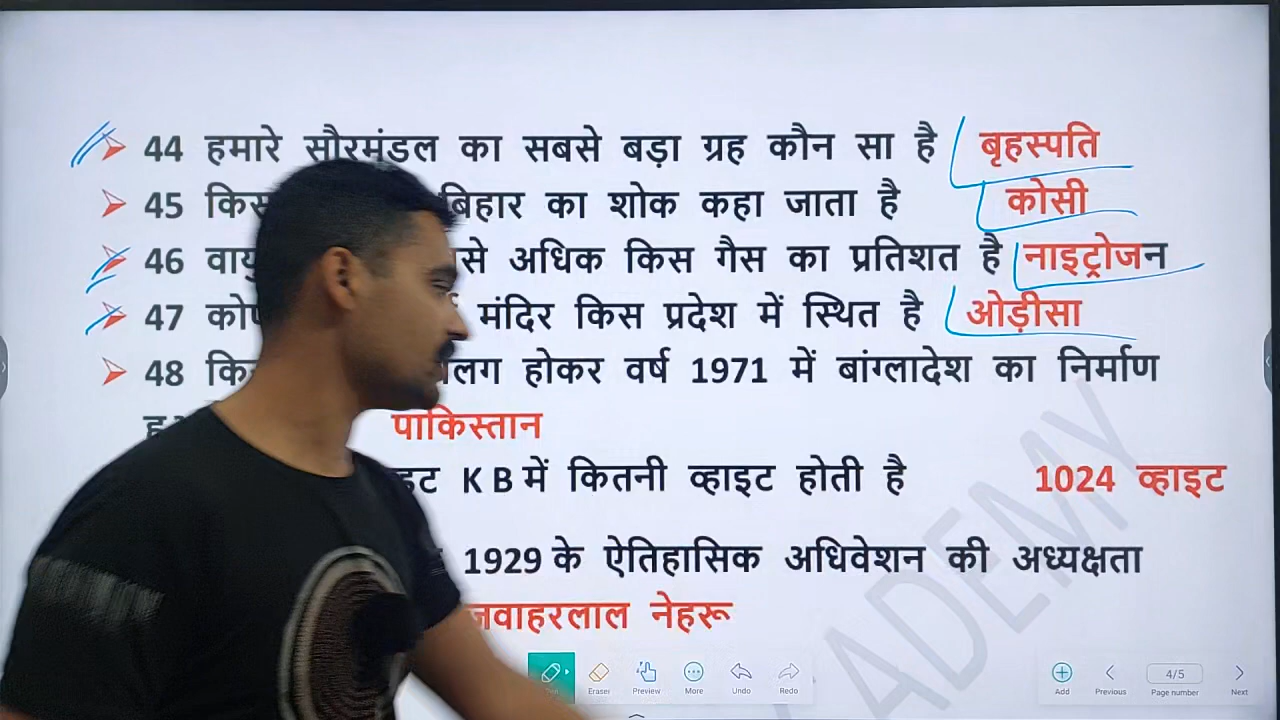 44 हमारे सौरमंडल का सबसे बड़ा ग्रह कौन सा है बृहस्पति
45 बिहार का शोक कहा जाता है कोसी
46 अधिक किस गैस का प्रतिशत है नाइट्रोजन
47 मंदिर किस प्रदेश में स्थित है ओड़ीसा
48 होकर वर्ष 1971 में बांग्लादेश का निर्माण
पाकिस्तान
K B में कितनी व्हाइट होती है 1024 व्हाइट
1929 के ऐतिहासिक अधिवेशन की अध्यक्षता
जवाहरलाल नेहरू
ADEMY
Eraser Preview More Undo Redo Add Previous 4/5 Page number Next